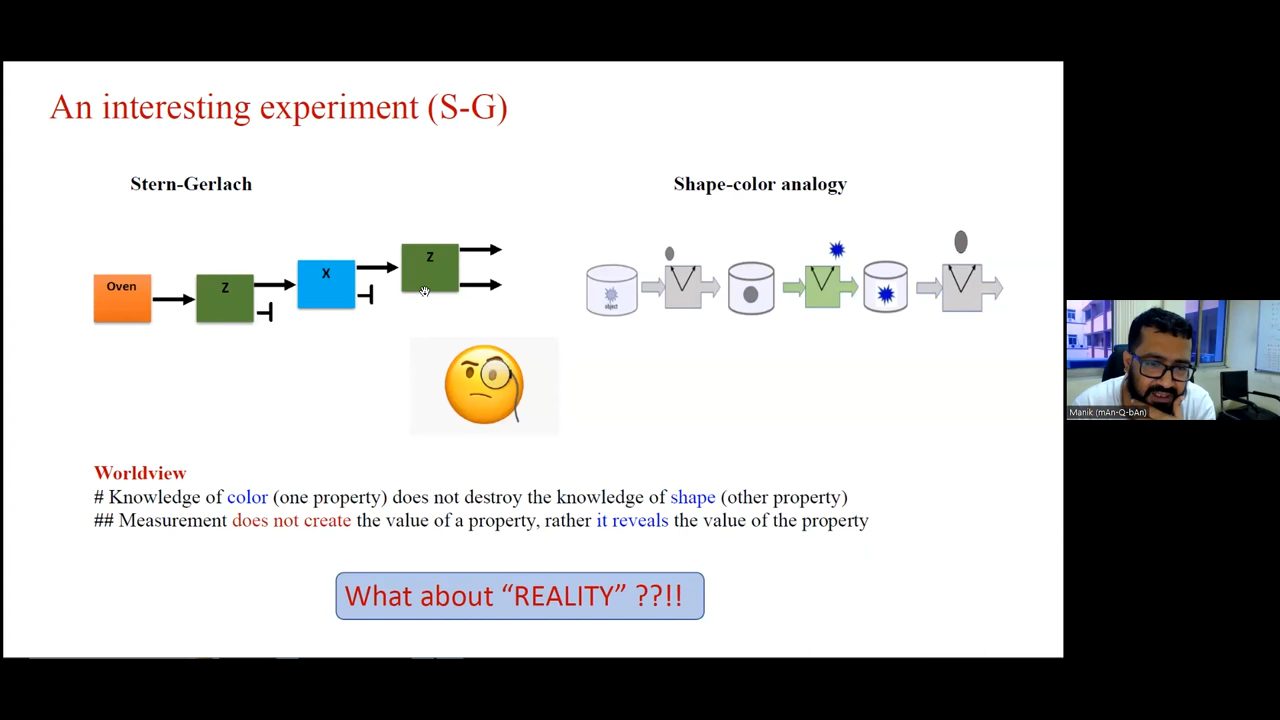 An interesting experiment (S-G)
Stern-Gerlach
Shape-color analogy
Oven
Z
X
Z
object
Worldview
# Knowledge of color (one property) does not destroy the knowledge of shape (other property)
## Measurement does not create the value of a property, rather it reveals the value of the property
What about “REALITY” ??!!
Manik (mAn-Q-bAn)